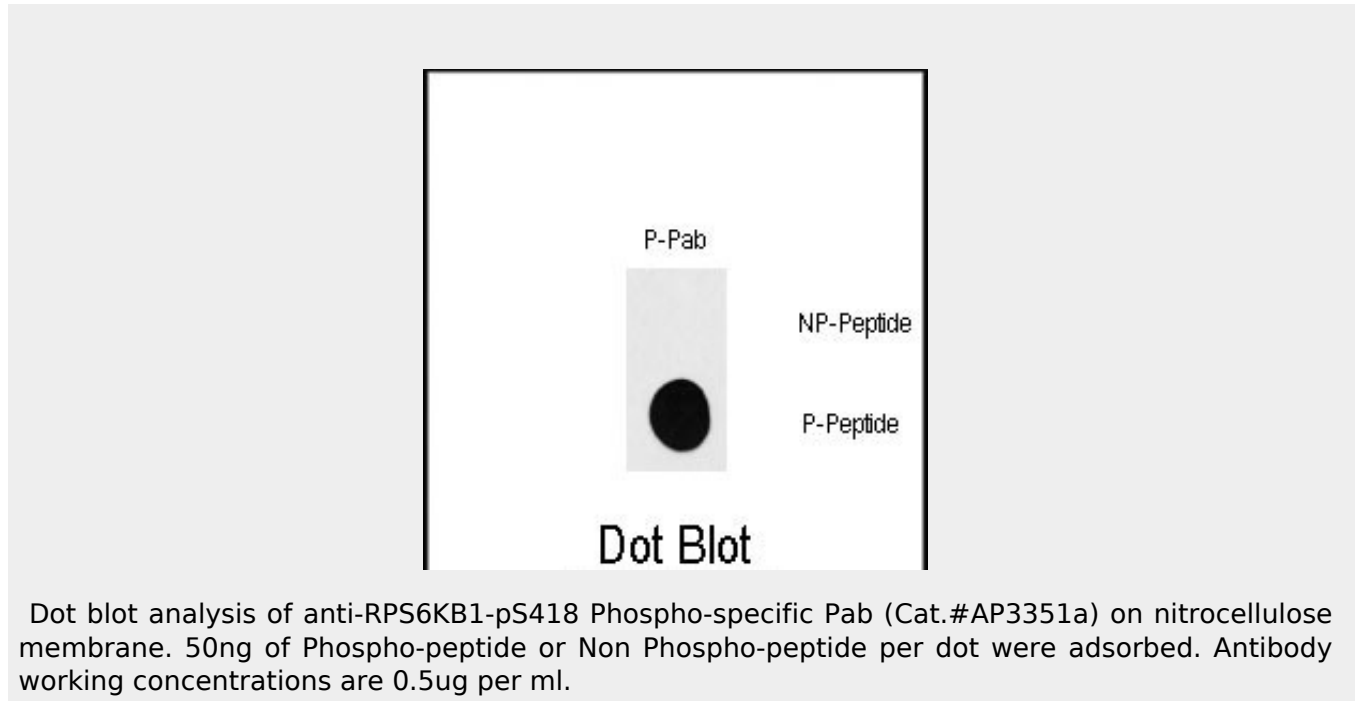 P-Pab
NP-Peptide
P-Peptide
Dot Blot
Dot blot analysis of anti-RPS6KB1-pS418 Phospho-specific Pab (Cat.#AP3351a) on nitrocellulose
membrane. 50ng of Phospho-peptide or Non Phospho-peptide per dot were adsorbed. Antibody
working concentrations are 0.5ug per ml.